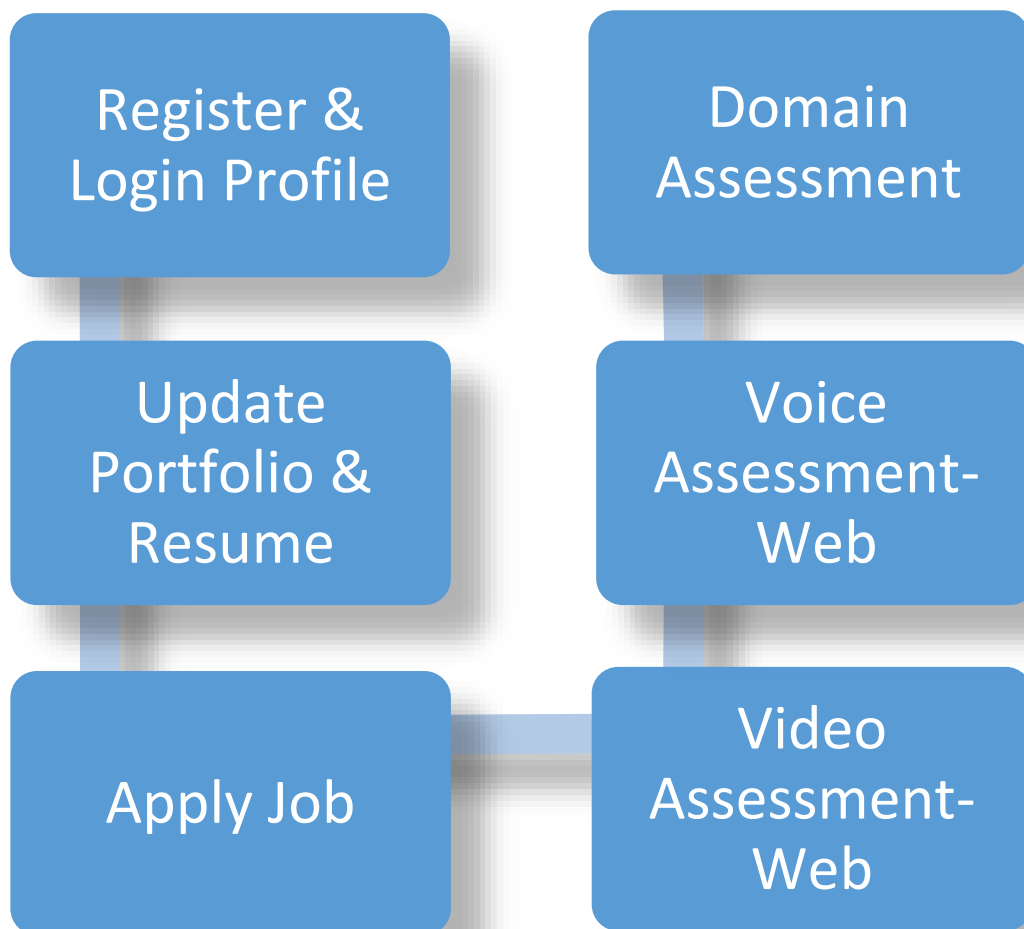 Register &
Login Profile
Update
Portfolio &
Resume
Apply Job
Video
Assessment-
Web
Voice
Assessment-
Web
Domain
Assessment